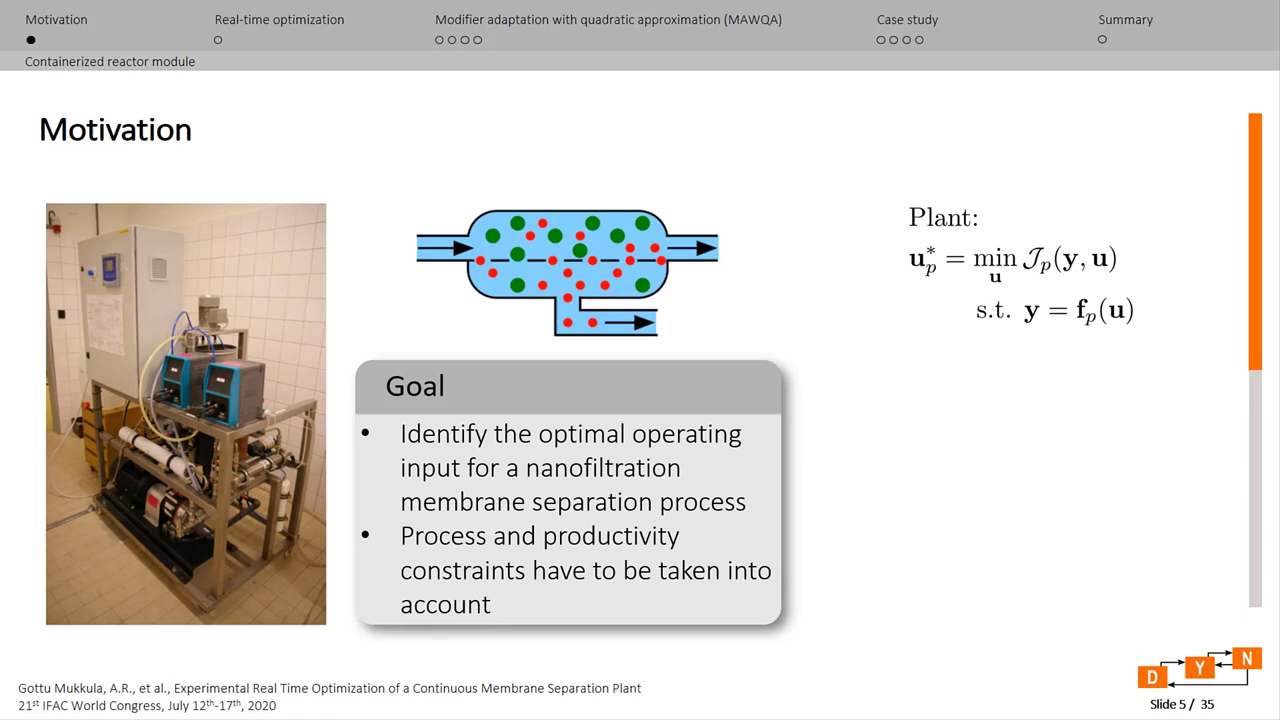 Motivation
Real-time optimization
Modifier adaptation with quadratic approximation (MAWQA)
Case study
Summary
Containerized reactor module
Motivation
Plant:
u*p = min u 𝒥p(y, u)
s.t. y = fp(u)
Goal
• Identify the optimal operating
input for a nanofiltration
membrane separation process
• Process and productivity
constraints have to be taken into
account
Gottu Mukkula, A.R., et al., Experimental Real Time Optimization of a Continuous Membrane Separation Plant
21st IFAC World Congress, July 12th-17th, 2020
D Y N
Slide 5 / 35